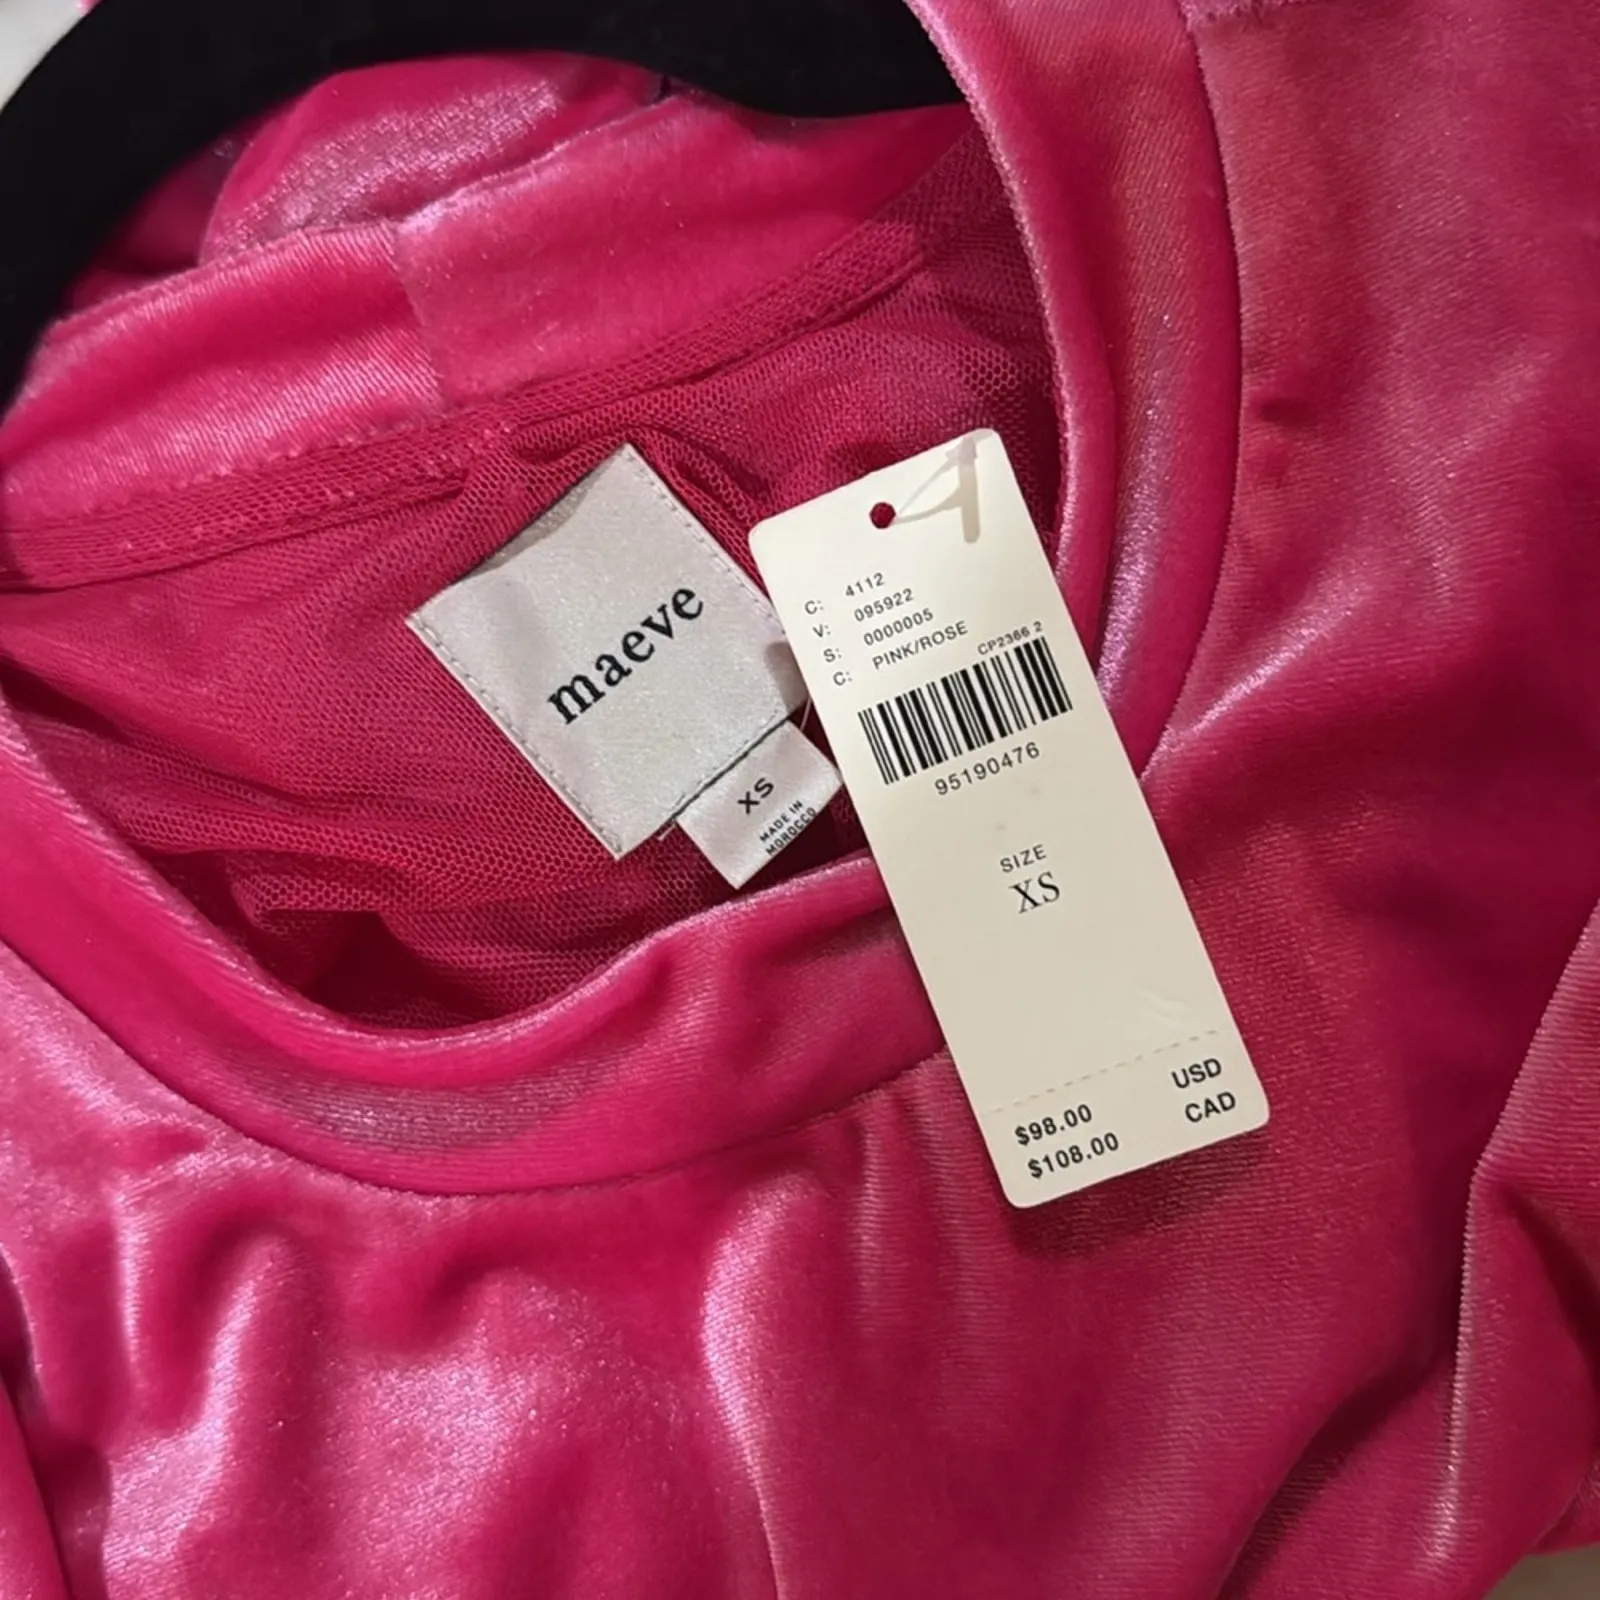 maeve
XS
MADE IN
MOROCCO
C: 4112
V: 095922
S: 0000005
C: PINK/ROSE
CP2366 2
95190476
SIZE
XS
$98.00 USD
$108.00 CAD